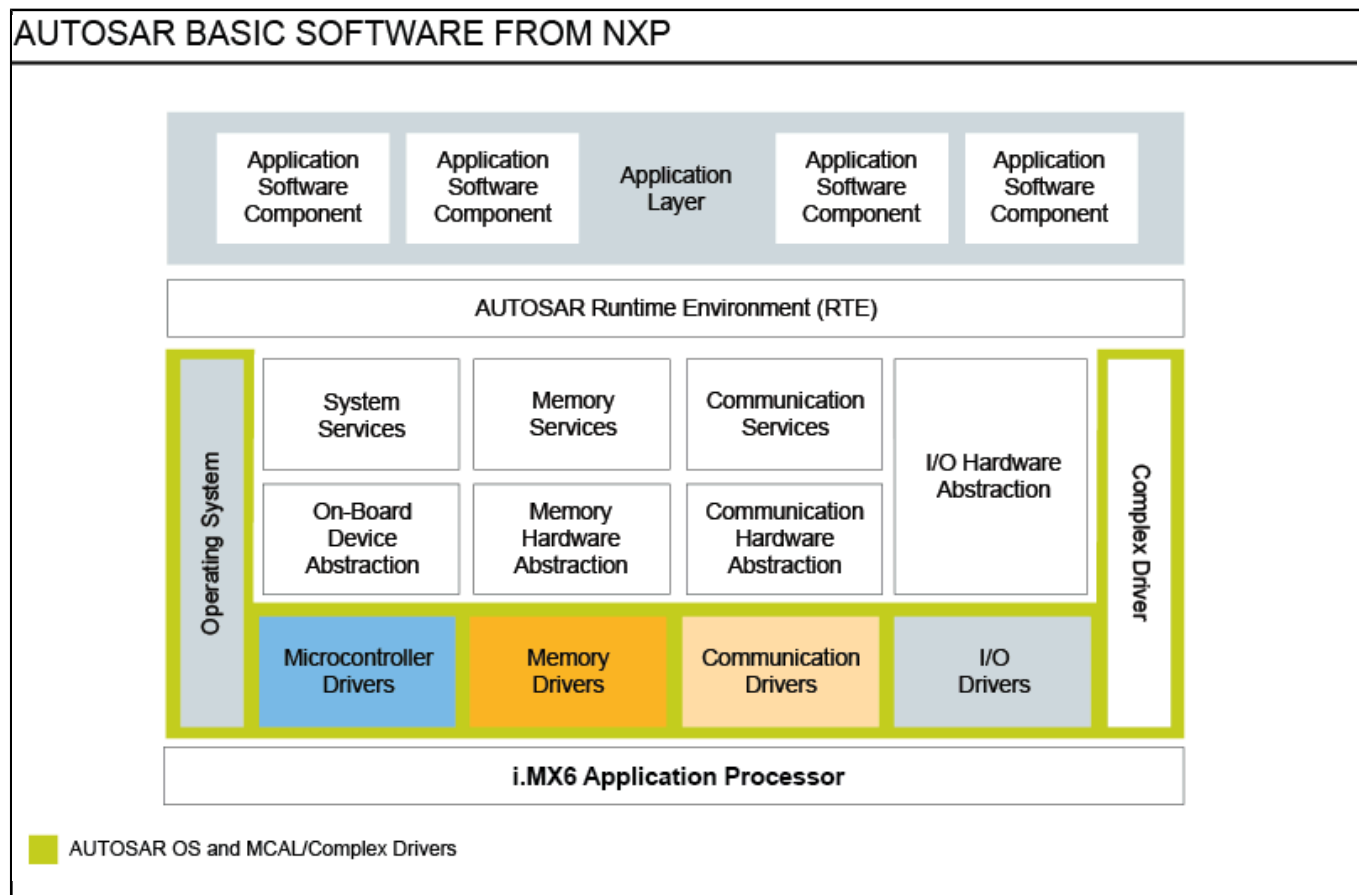 AUTOSAR BASIC SOFTWARE FROM NXP
Application
Software
Component
Application
Software
Component
Application
Layer
Application
Software
Component
Application
Software
Component
AUTOSAR Runtime Environment (RTE)
Operating System
System
Services
Memory
Services
Communication
Services
I/O Hardware
Abstraction
Complex Driver
On-Board
Device
Abstraction
Memory
Hardware
Abstraction
Communication
Hardware
Abstraction
Microcontroller
Drivers
Memory
Drivers
Communication
Drivers
I/O
Drivers
i.MX6 Application Processor
AUTOSAR OS and MCAL/Complex Drivers